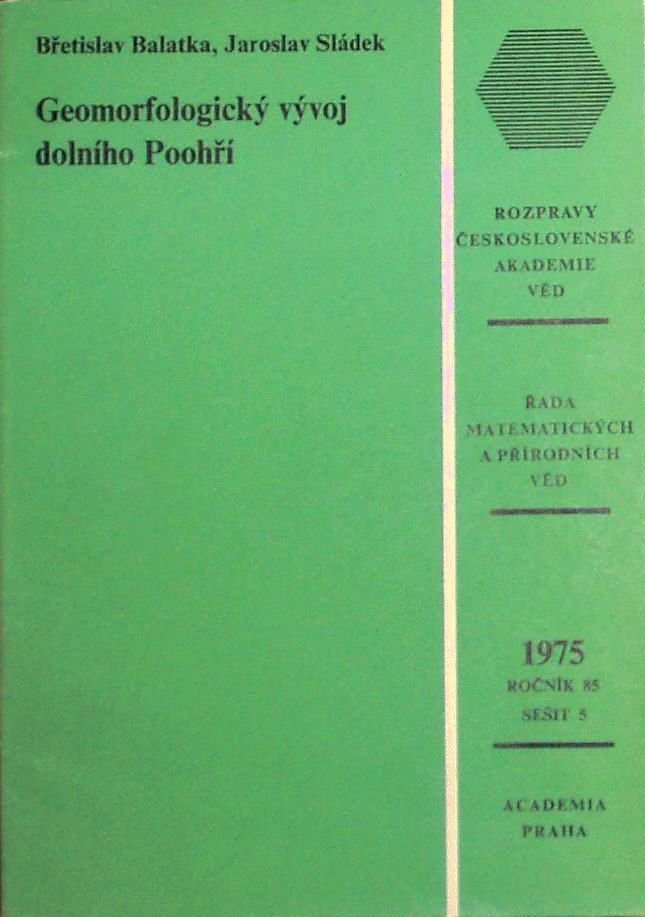 Břetislav Balatka, Jaroslav Sládek
Geomorfologický vývoj
dolního Poohří
ROZPRAVY
ČESKOSLOVENSKÉ
AKADEMIE
VĚD
ŘADA
MATEMATICKÝCH
A PŘÍRODNÍCH
VĚD
1975
ROČNÍK 85
SEŠIT 5
ACADEMIA
PRAHA